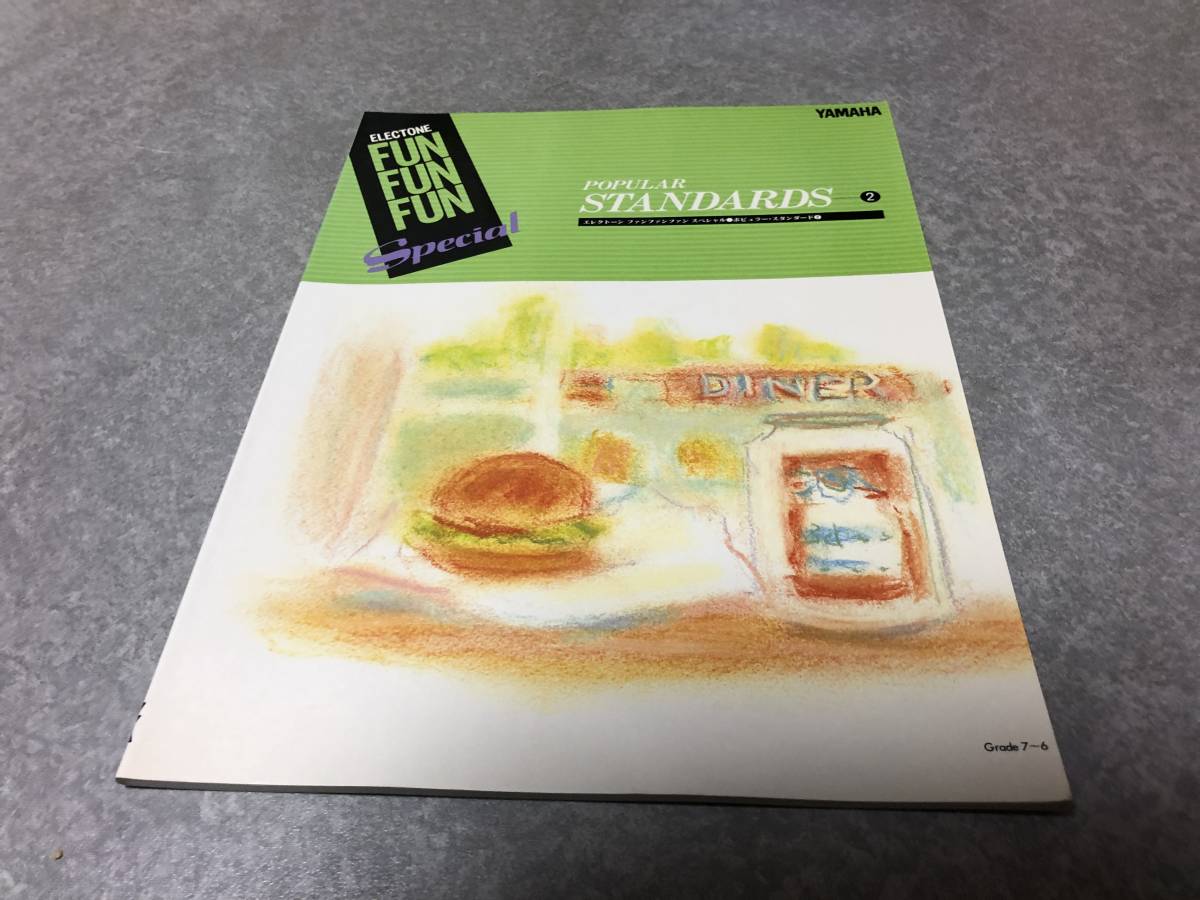 YAMAHA
ELECTONE
FUN
FUN
FUN
Special
POPULAR
STANDARDS 2
エレクトーン ファンファンファン スペシャル●ポピュラー・スタンダード❷
DINER
Grade 7〜6